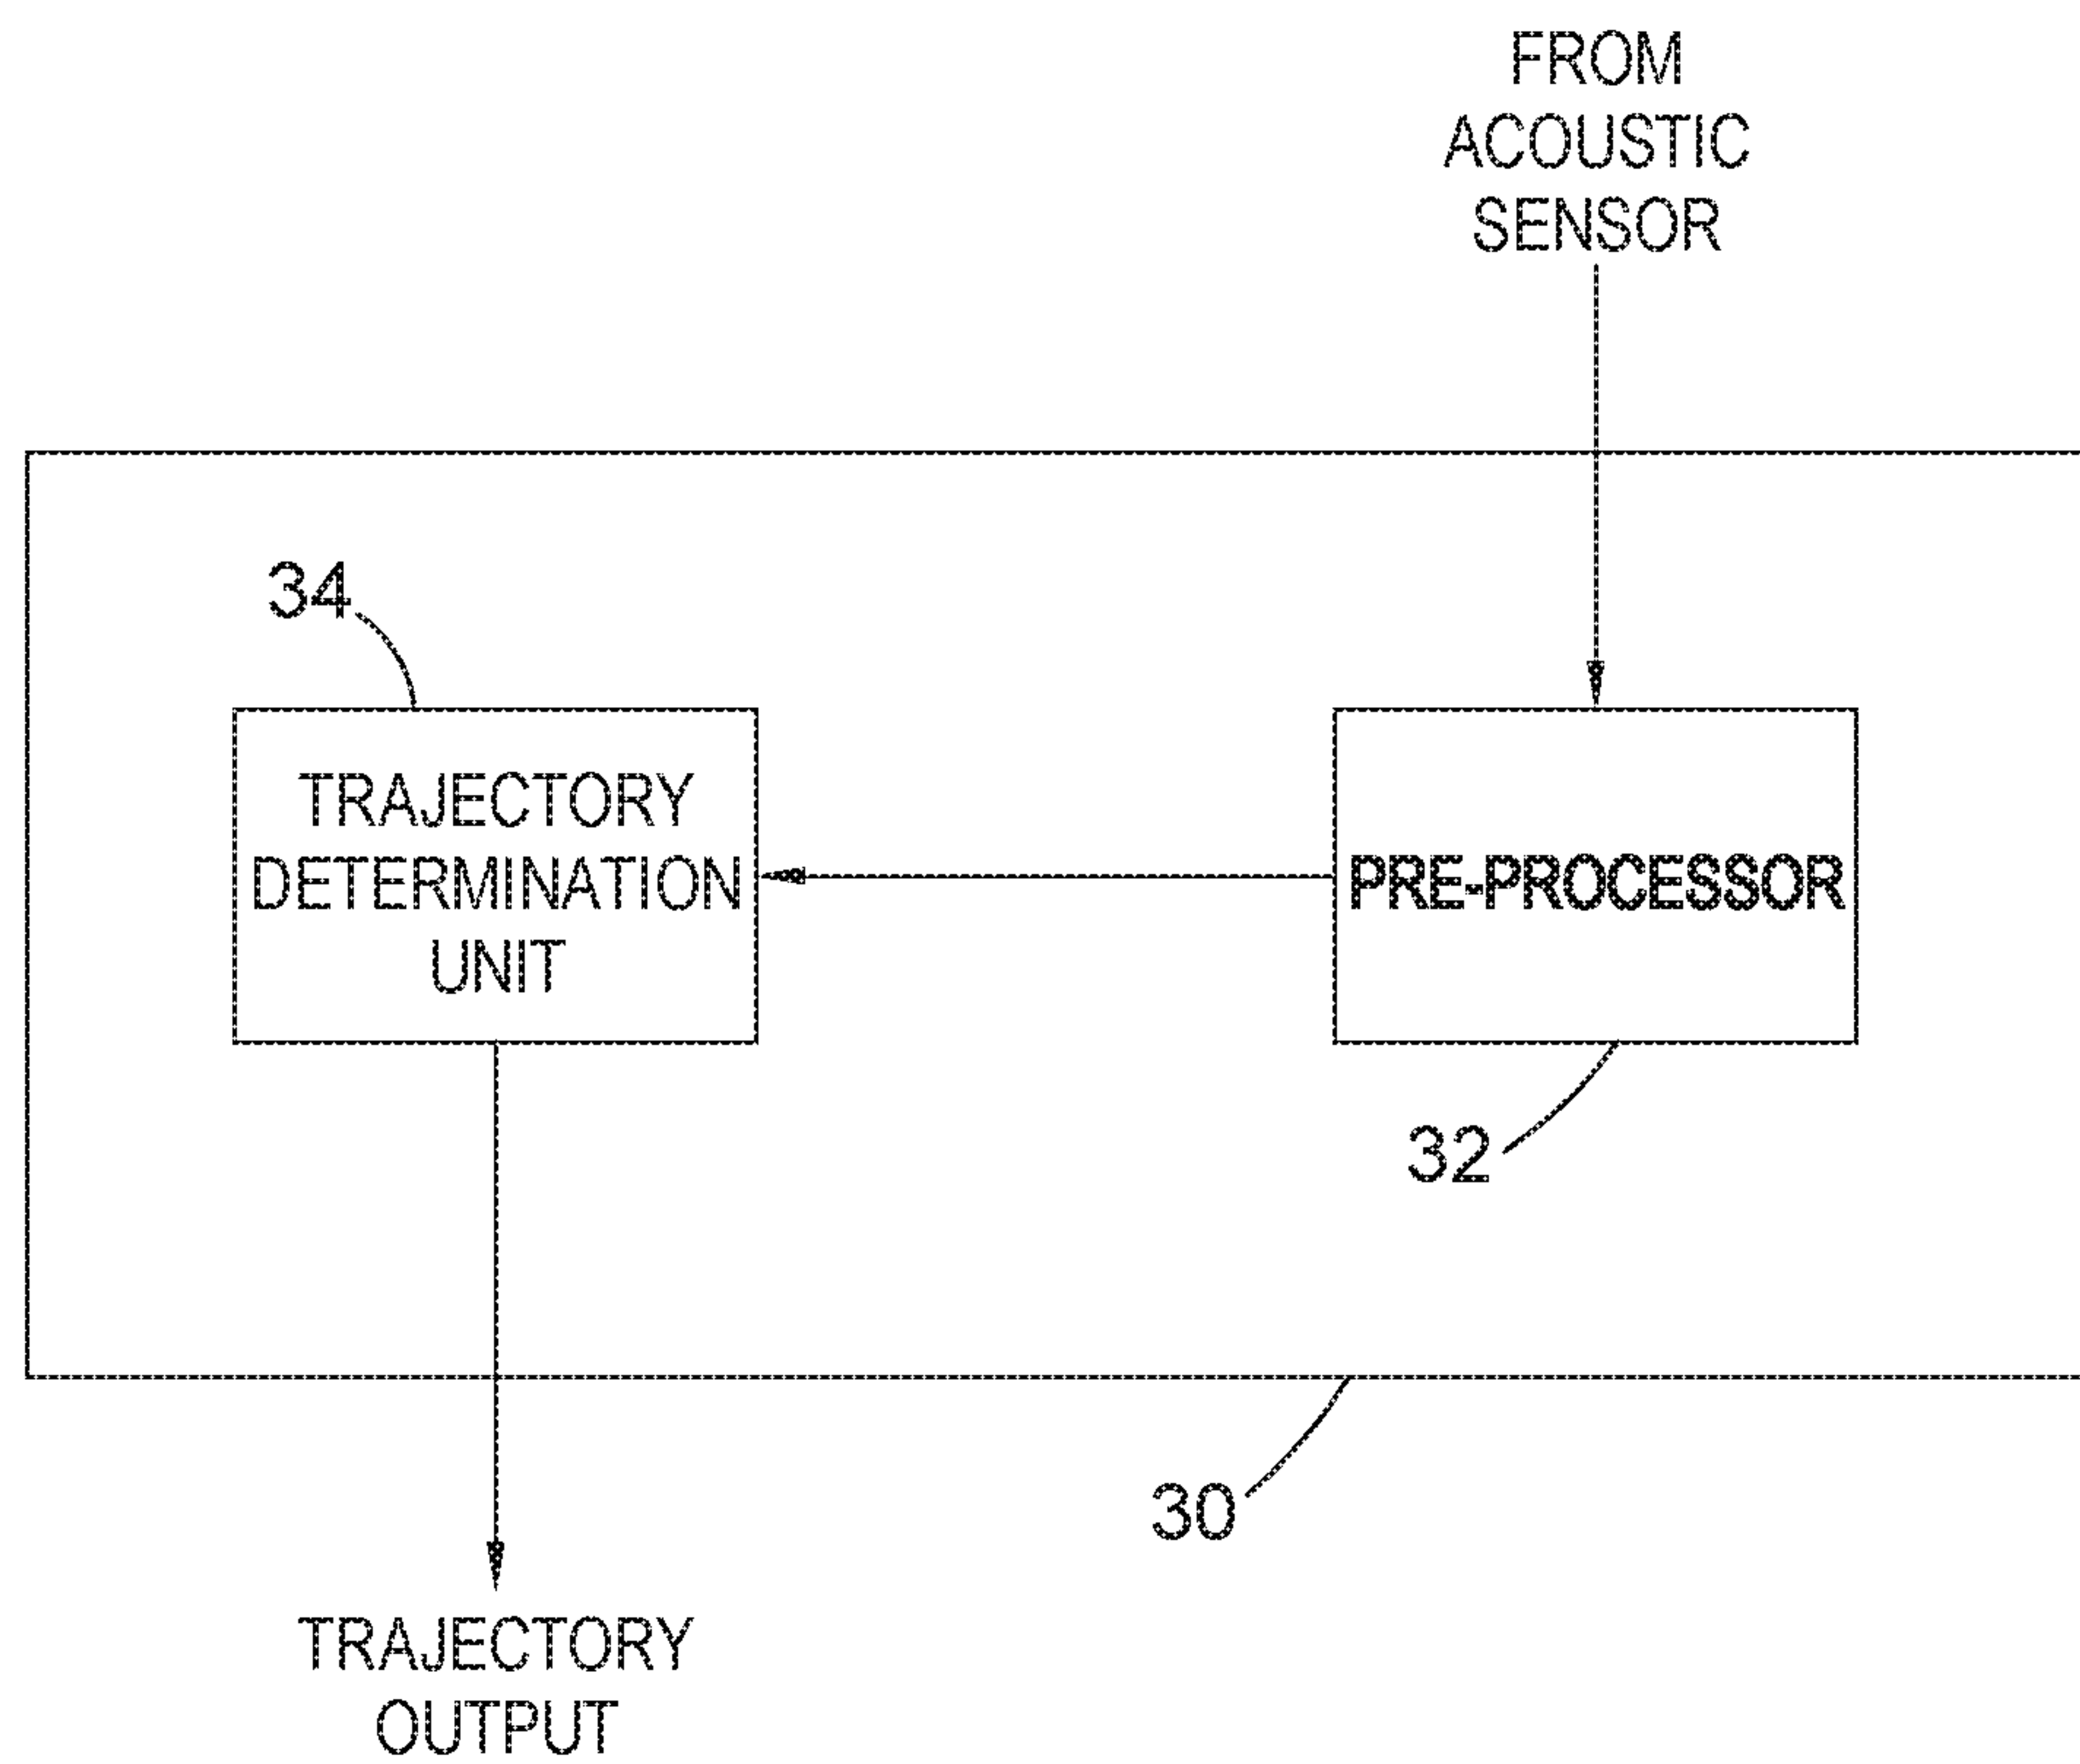 FROM
ACOUSTIC
SENSOR
34
TRAJECTORY
DETERMINATION
UNIT
PRE-PROCESSOR
32
30
TRAJECTORY
OUTPUT